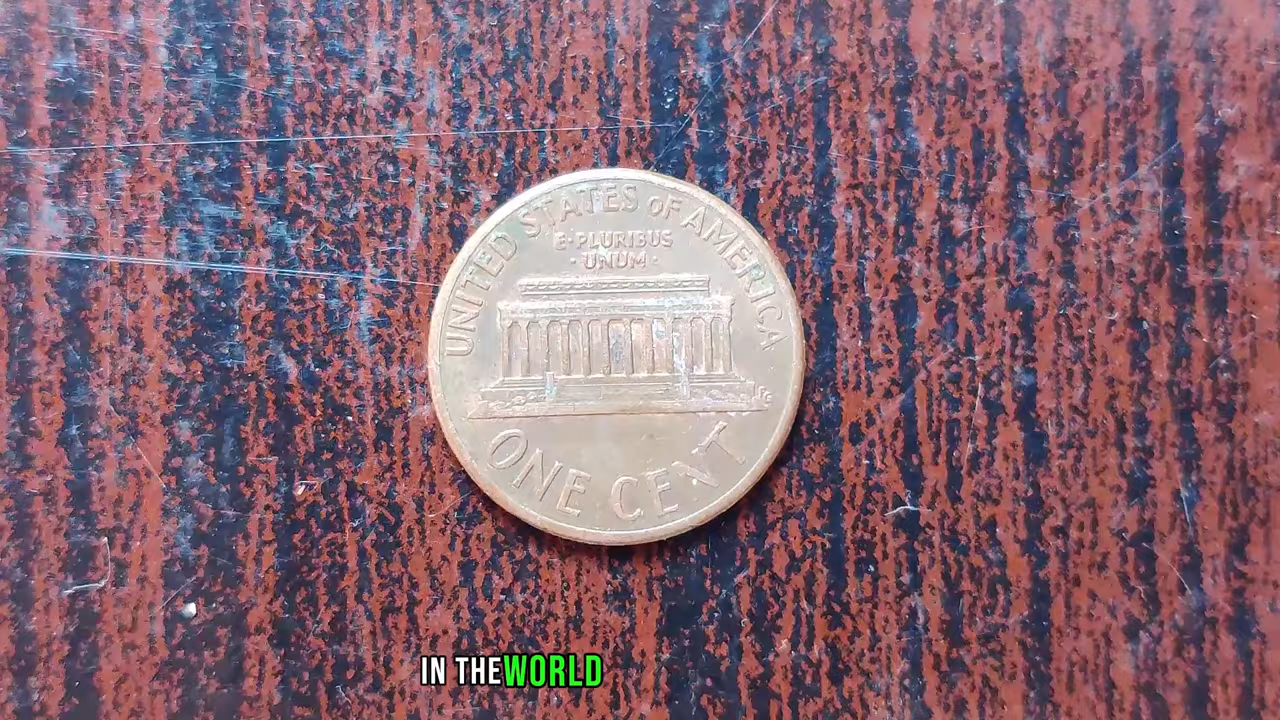 UNITED STATES OF AMERICA
E·PLURIBUS
·UNUM·
ONE CENT
IN THE WORLD